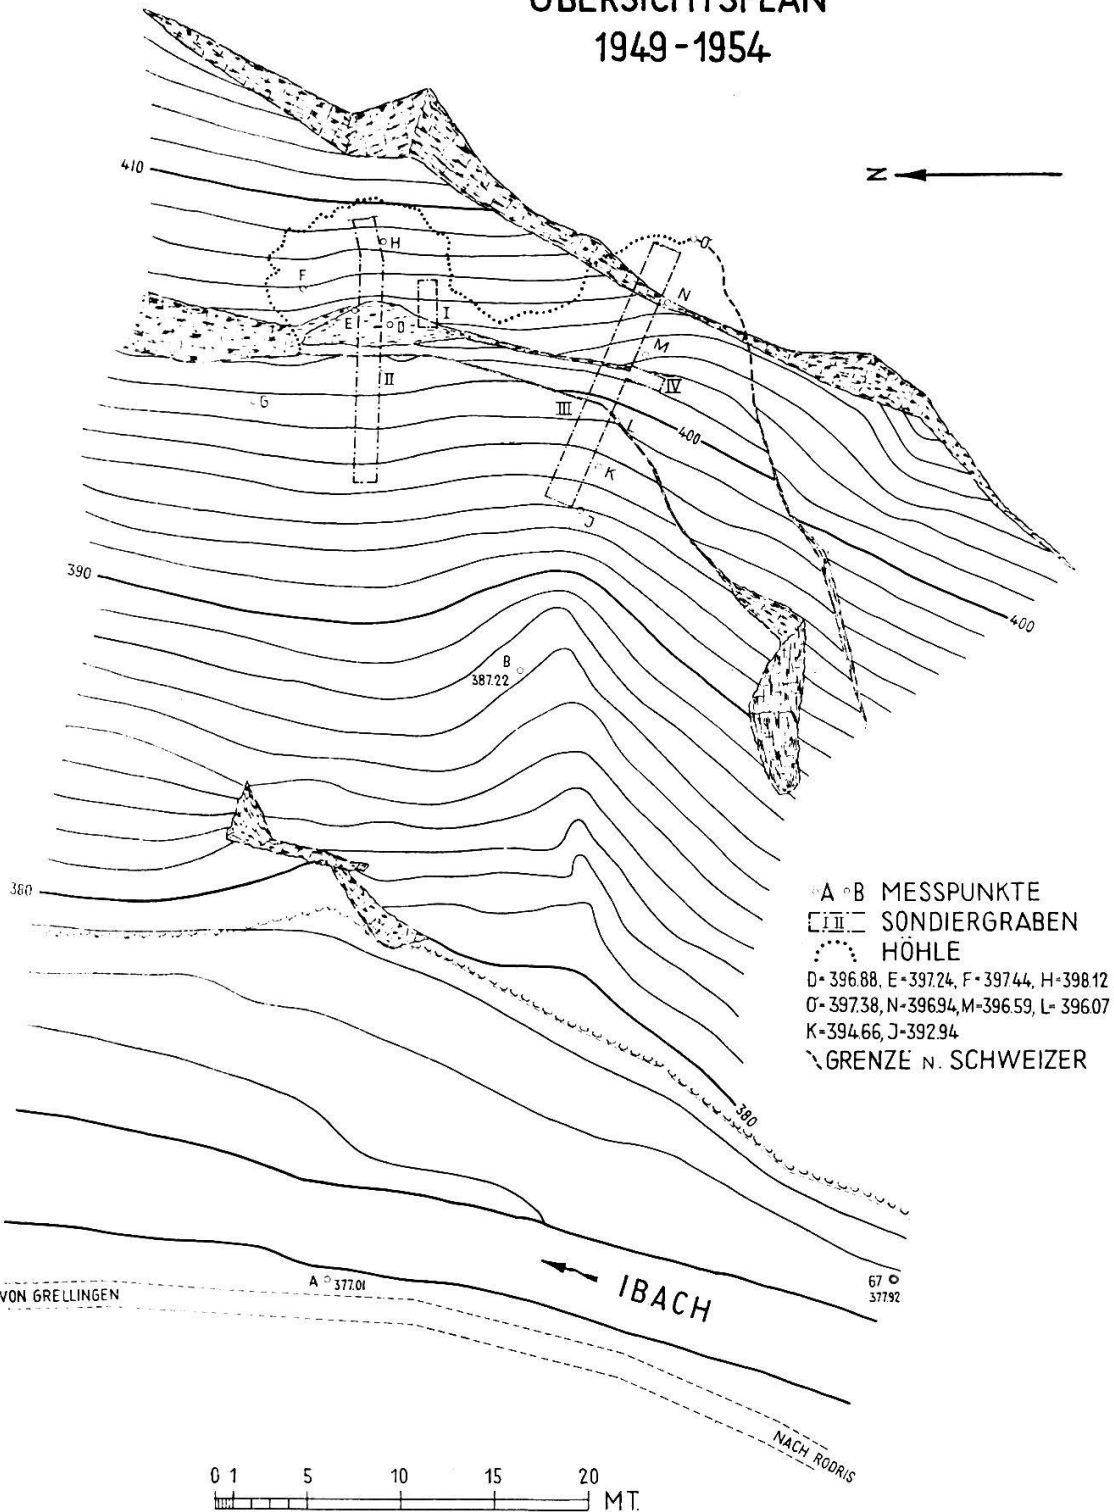 ÜBERSICHTSPLAN
1949-1954
N
410
H
F
E
D
I
II
G
O
N
M
IV
III
L
400
K
J
390
400
B
387.22
380
A B MESSPUNKTE
I II SONDIERGRABEN
HÖHLE
D=396.88, E=397.24, F=397.44, H=398.12
O=397.38, N=396.94, M=396.59, L=396.07
K=394.66, J=392.94
GRENZE N. SCHWEIZER
380
A 377.01
67
377.92
IBACH
VON GRELLINGEN
NACH RODRIS
0 1 5 10 15 20
MT.